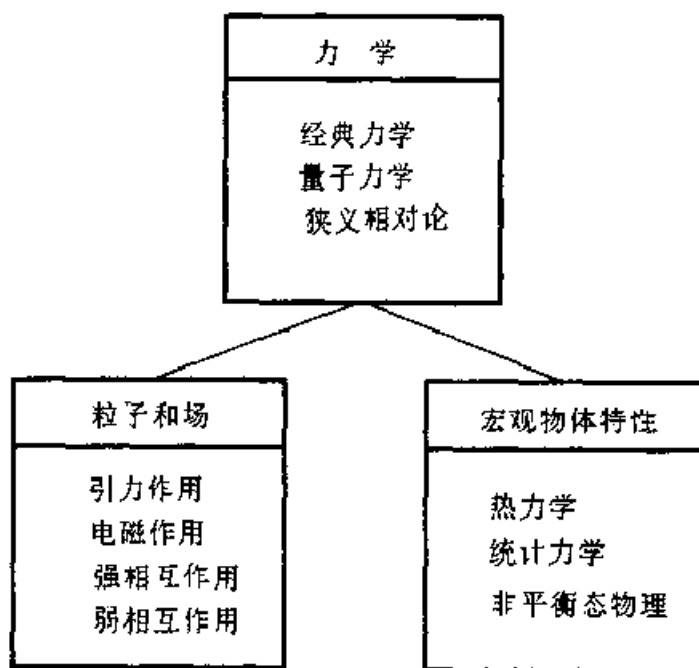 力 学
经典力学
量子力学
狭义相对论
粒子和场
引力作用
电磁作用
强相互作用
弱相互作用
宏观物体特性
热力学
统计力学
非平衡态物理